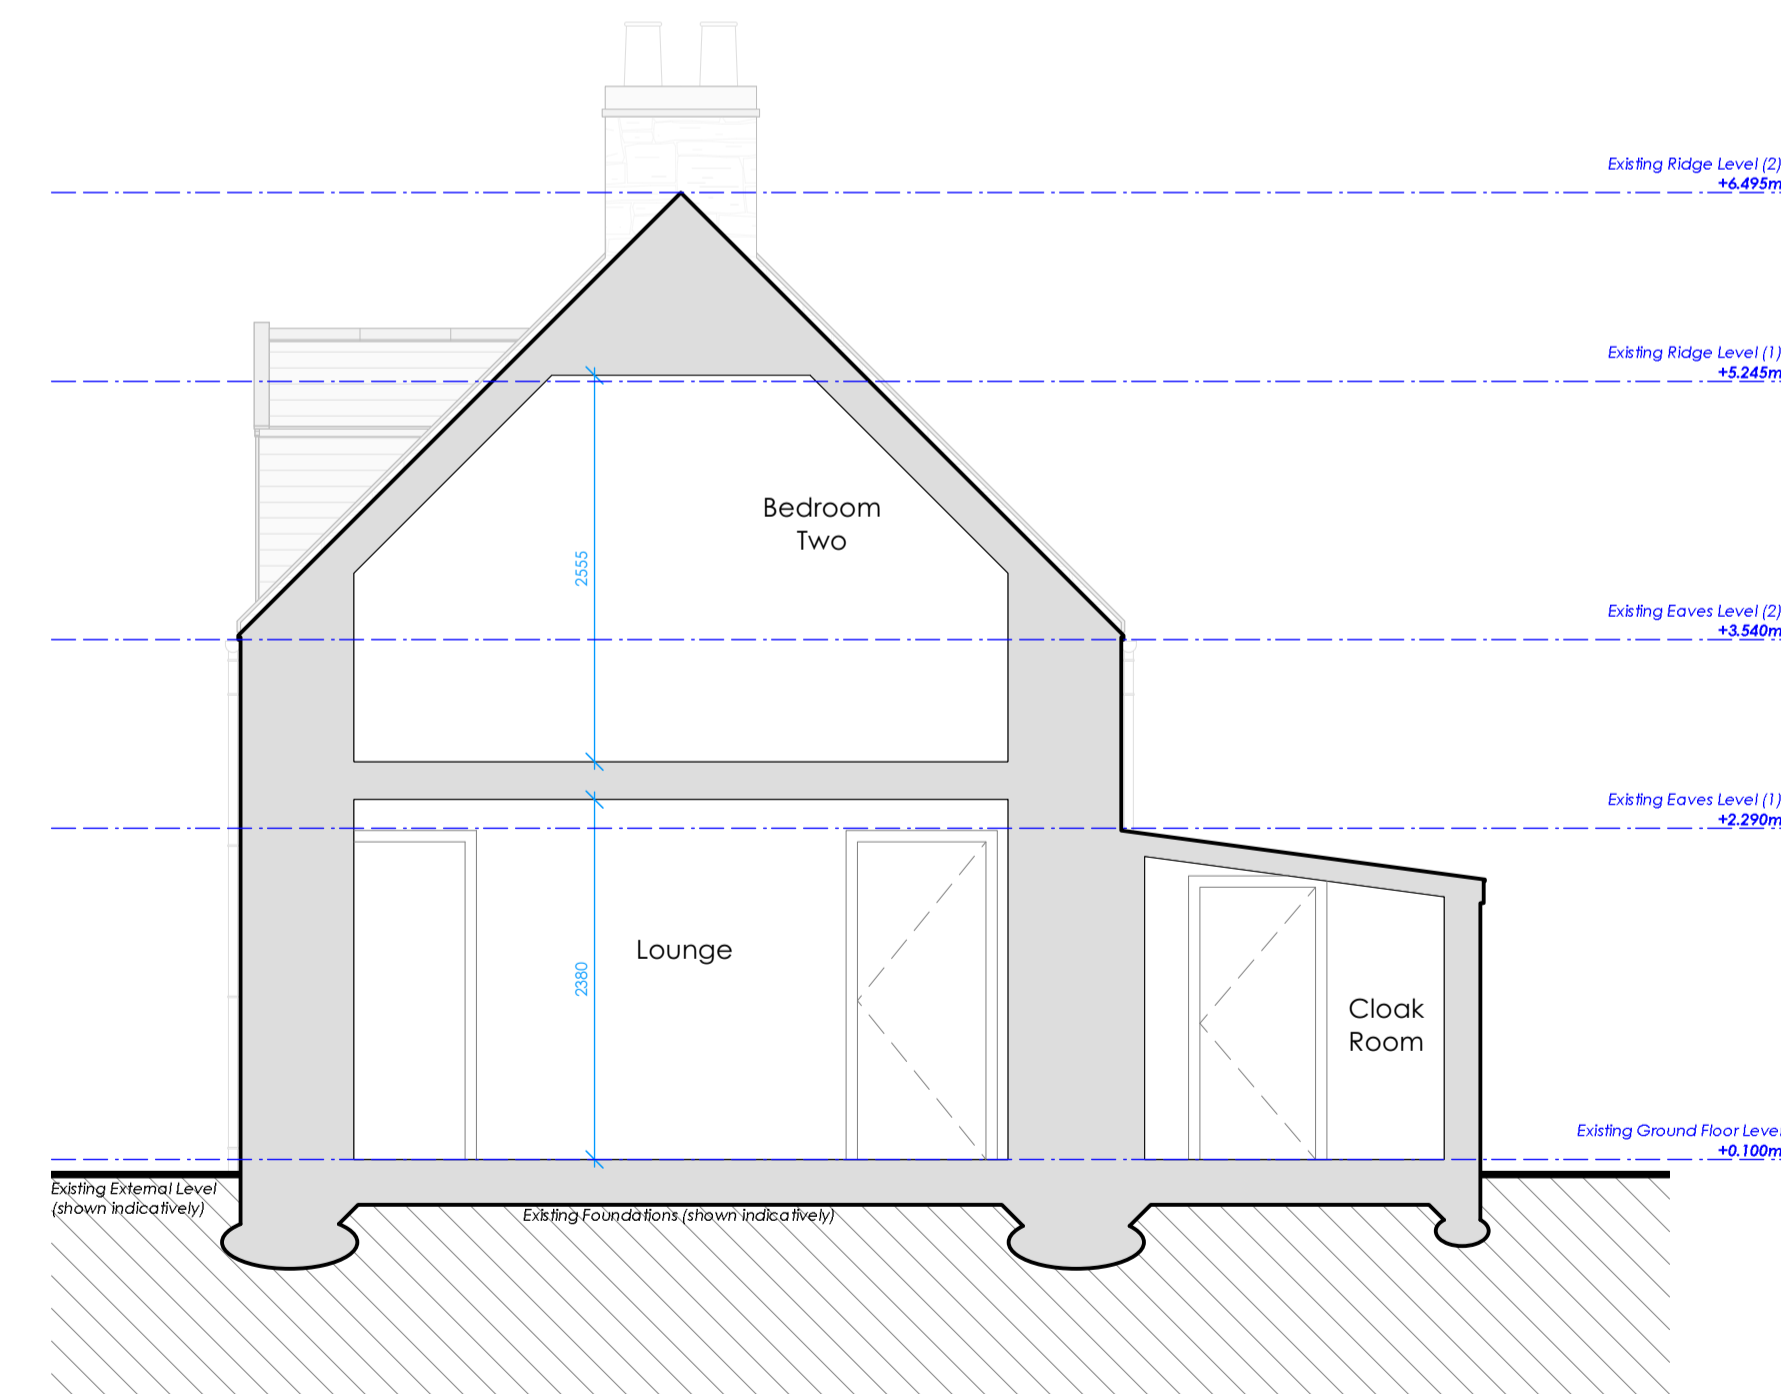 Existing Ridge Level (2)
+6.495m
Existing Ridge Level (1)
+5.245m
Bedroom
Two
2555
Existing Eaves Level (2)
+3.540m
Existing Eaves Level (1)
+2.290m
Lounge
2380
Cloak
Room
Existing Ground Floor Level
+0.100m
Existing External Level
(shown indicatively)
Existing Foundations (shown indicatively)